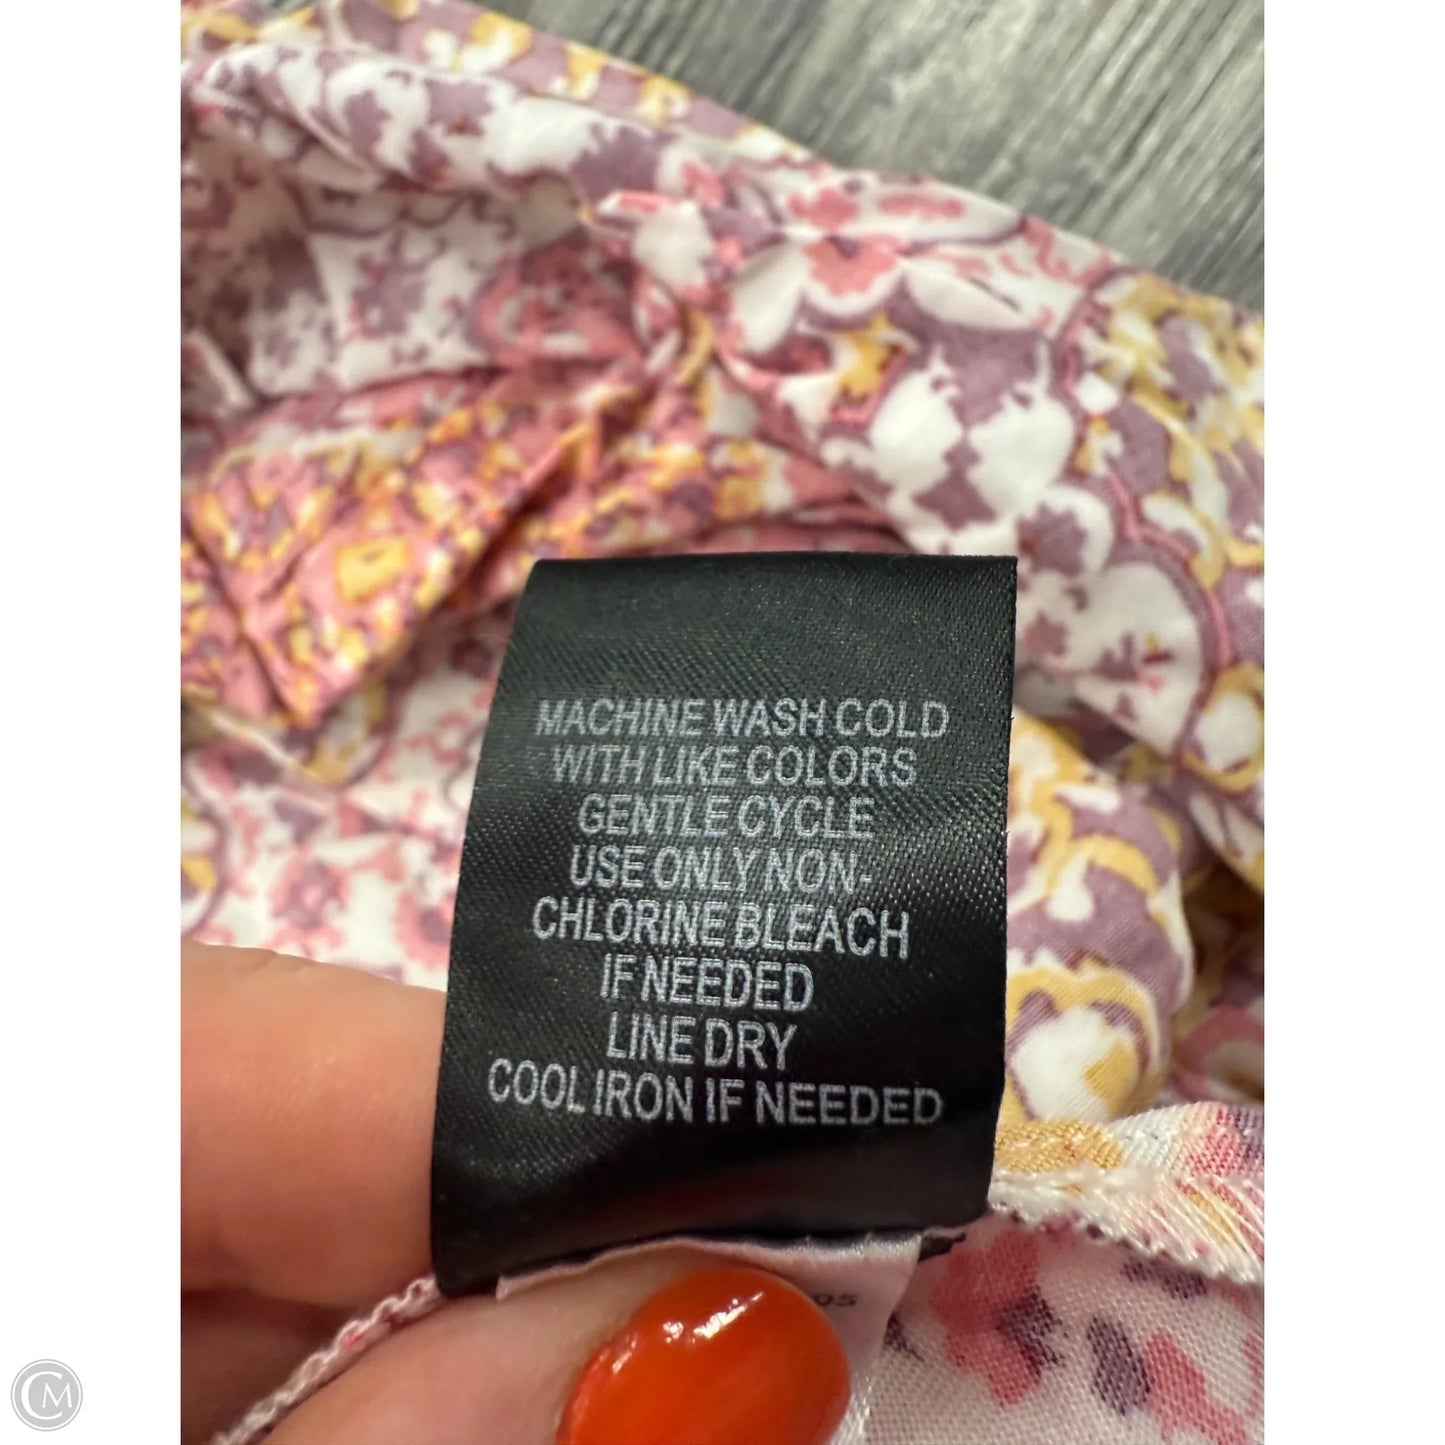 MACHINE WASH COLD
WITH LIKE COLORS
GENTLE CYCLE
USE ONLY NON-
CHLORINE BLEACH
IF NEEDED
LINE DRY
COOL IRON IF NEEDED
CM